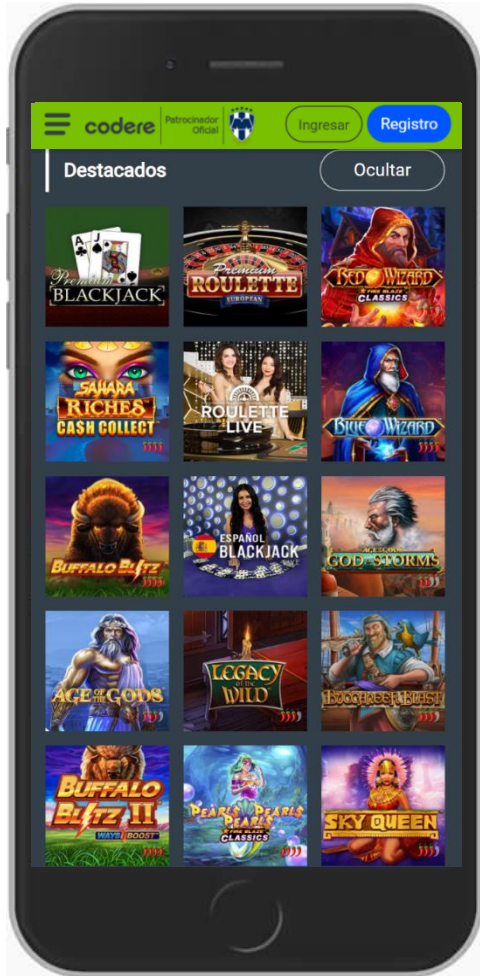 codere
Patrocinador
Oficial
Ingresar
Registro
Destacados
Ocultar
A
J
Premium
BLACKJACK
Premium
ROULETTE
EUROPEAN
RED WIZARD
FIRE BLAZE
CLASSICS
SAHARA
RICHES
CASH COLLECT
ROULETTE
LIVE
BLUE WIZARD
BUFFALO BLITZ
ESPAÑOL
BLACKJACK
AGE OF THE GODS
GOD OF STORMS
AGE OF THE GODS
LEGACY
of the
WILD
BUCCANEER BLAST
BUFFALO
BLITZ II
WAYS BOOST
PEARLS PEARLS
PEARLS
FIRE BLAZE
CLASSICS
SKY QUEEN